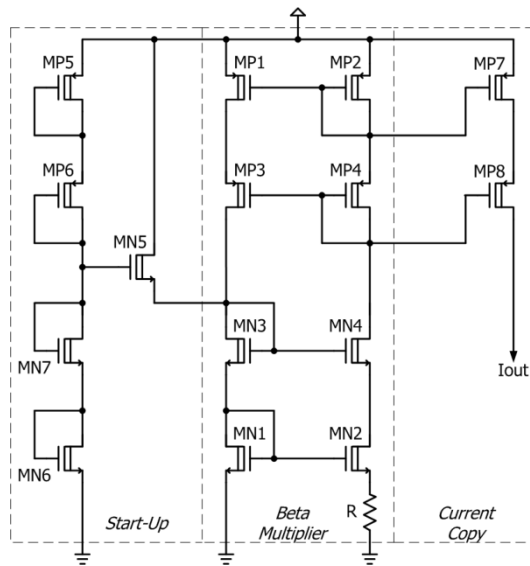 MP5
MP1
MP2
MP7
MP6
MP3
MP4
MP8
MN5
MN3
MN4
MN7
Iout
MN1
MN2
MN6
R
Start-Up
Beta
Multiplier
Current
Copy